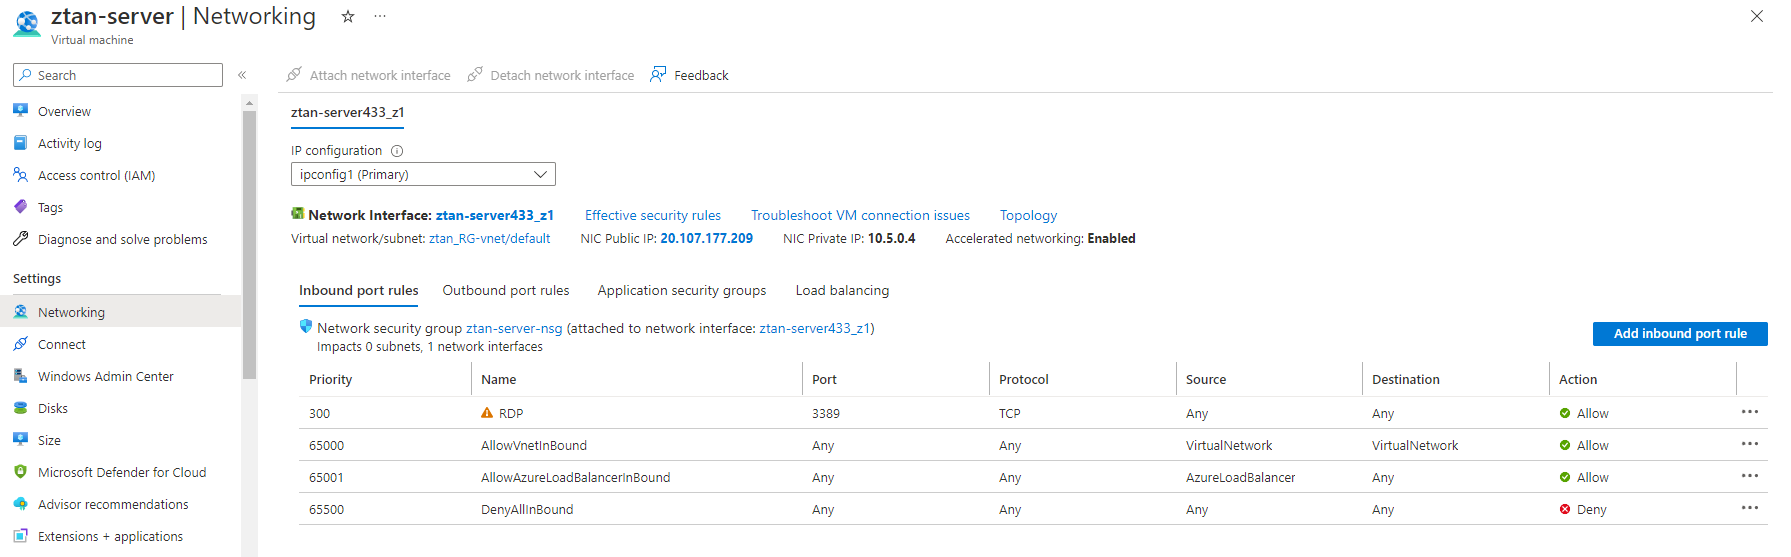 ztan-server | Networking
Virtual machine
Search
Overview
Activity log
Access control (IAM)
Tags
Diagnose and solve problems
Settings
Networking
Connect
Windows Admin Center
Disks
Size
Microsoft Defender for Cloud
Advisor recommendations
Extensions + applications
Attach network interface Detach network interface Feedback
ztan-server433_z1
IP configuration
ipconfig1 (Primary)
Network Interface: ztan-server433_z1 Effective security rules Troubleshoot VM connection issues Topology
Virtual network/subnet: ztan_RG-vnet/default NIC Public IP: 20.107.177.209 NIC Private IP: 10.5.0.4 Accelerated networking: Enabled
Inbound port rules Outbound port rules Application security groups Load balancing
Network security group ztan-server-nsg (attached to network interface: ztan-server433_z1)
Impacts 0 subnets, 1 network interfaces
Add inbound port rule
Priority Name Port Protocol Source Destination Action
300 RDP 3389 TCP Any Any Allow
65000 AllowVnetInBound Any Any VirtualNetwork VirtualNetwork Allow
65001 AllowAzureLoadBalancerInBound Any Any AzureLoadBalancer Any Allow
65500 DenyAllInBound Any Any Any Any Deny